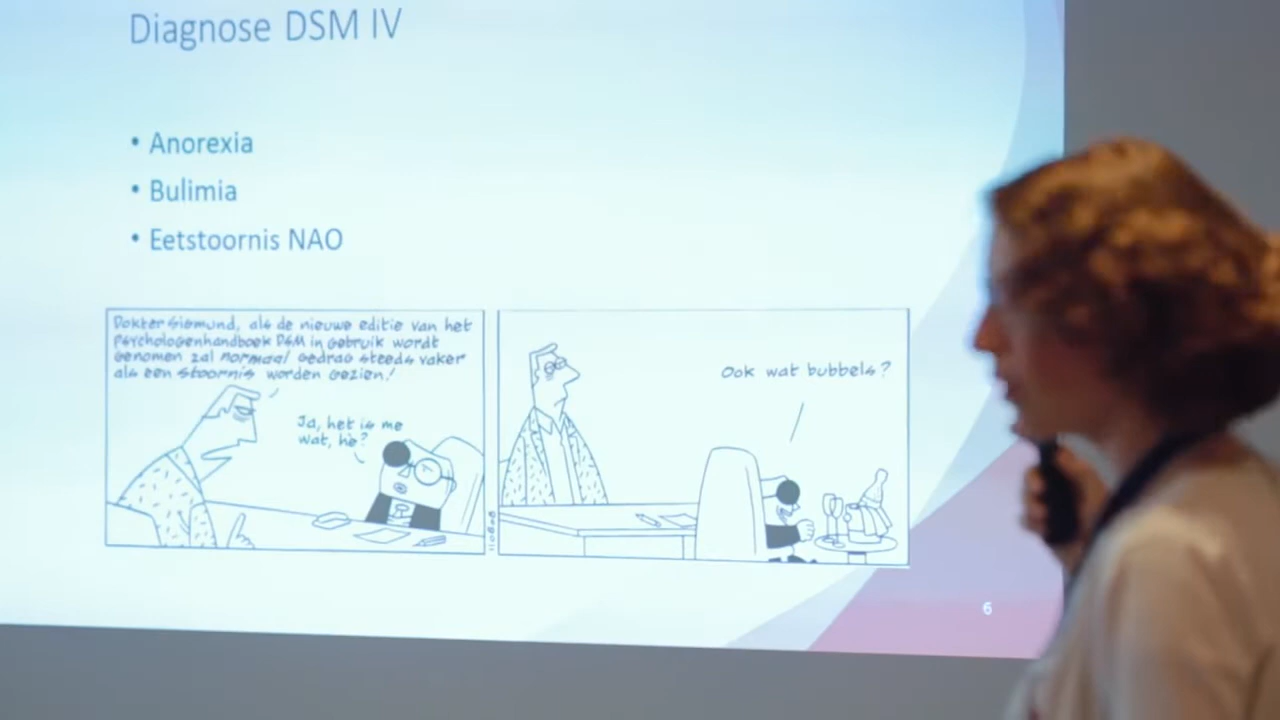 Diagnose DSM IV
• Anorexia
• Bulimia
• Eetstoornis NAO
Dokter Sigmund, als de nieuwe editie van het
psychologenhandboek DSM in gebruik wordt
genomen zal normaal gedrag steeds vaker
als een stoornis worden gezien!
Ja, het is me
wat, hè?
Ook wat bubbels?
6